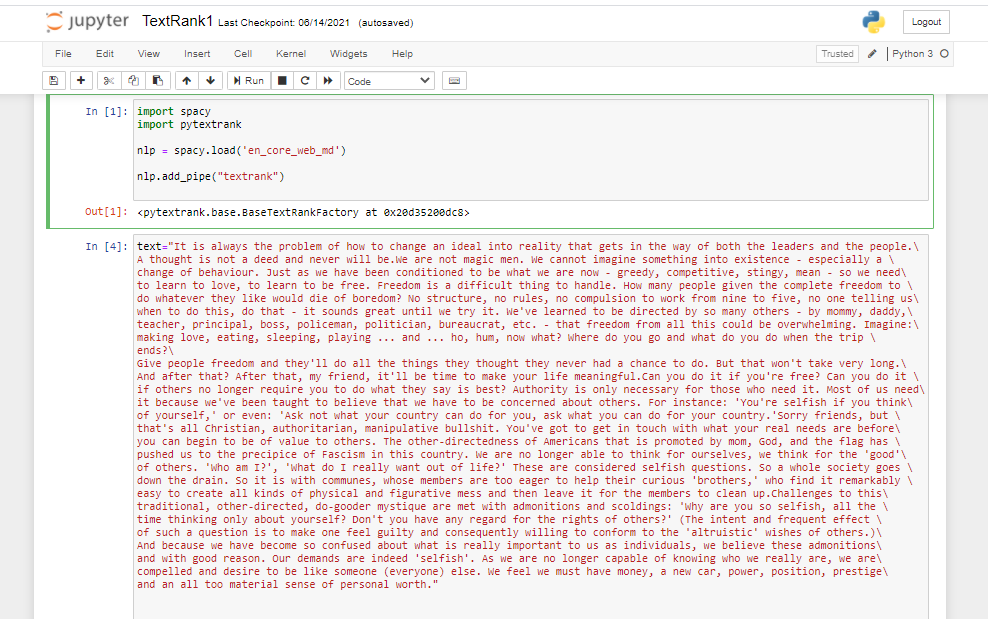 jupyter TextRank1 Last Checkpoint: 06/14/2021 (autosaved)
Logout
File Edit View Insert Cell Kernel Widgets Help
Trusted Python 3
Run Code
In [1]: import spacy
import pytextrank
nlp = spacy.load('en_core_web_md')
nlp.add_pipe("textrank")
Out[1]: <pytextrank.base.BaseTextRankFactory at 0x20d35200dc8>
In [4]: text="It is always the problem of how to change an ideal into reality that gets in the way of both the leaders and the people.\
A thought is not a deed and never will be.We are not magic men. We cannot imagine something into existence - especially a \
change of behaviour. Just as we have been conditioned to be what we are now - greedy, competitive, stingy, mean - so we need\
to learn to love, to learn to be free. Freedom is a difficult thing to handle. How many people given the complete freedom to \
do whatever they like would die of boredom? No structure, no rules, no compulsion to work from nine to five, no one telling us\
when to do this, do that - it sounds great until we try it. We've learned to be directed by so many others - by mommy, daddy,\
teacher, principal, boss, policeman, politician, bureaucrat, etc. - that freedom from all this could be overwhelming. Imagine:\
making love, eating, sleeping, playing ... and ... ho, hum, now what? Where do you go and what do you do when the trip \
ends?\
Give people freedom and they'll do all the things they thought they never had a chance to do. But that won't take very long.\
And after that? After that, my friend, it'll be time to make your life meaningful.Can you do it if you're free? Can you do it \
if others no longer require you to do what they say is best? Authority is only necessary for those who need it. Most of us need\
it because we've been taught to believe that we have to be concerned about others. For instance: 'You're selfish if you think\
of yourself,' or even: 'Ask not what your country can do for you, ask what you can do for your country.'Sorry friends, but \
that's all Christian, authoritarian, manipulative bullshit. You've got to get in touch with what your real needs are before\
you can begin to be of value to others. The other-directedness of Americans that is promoted by mom, God, and the flag has \
pushed us to the precipice of Fascism in this country. We are no longer able to think for ourselves, we think for the 'good'\
of others. 'Who am I?', 'What do I really want out of life?' These are considered selfish questions. So a whole society goes \
down the drain. So it is with communes, whose members are too eager to help their curious 'brothers,' who find it remarkably \
easy to create all kinds of physical and figurative mess and then leave it for the members to clean up.Challenges to this\
traditional, other-directed, do-gooder mystique are met with admonitions and scoldings: 'Why are you so selfish, all the \
time thinking only about yourself? Don't you have any regard for the rights of others?' (The intent and frequent effect \
of such a question is to make one feel guilty and consequently willing to conform to the 'altruistic' wishes of others.)\
And because we have become so confused about what is really important to us as individuals, we believe these admonitions\
and with good reason. Our demands are indeed 'selfish'. As we are no longer capable of knowing who we really are, we are\
compelled and desire to be like someone (everyone) else. We feel we must have money, a new car, power, position, prestige\
and an all too material sense of personal worth."